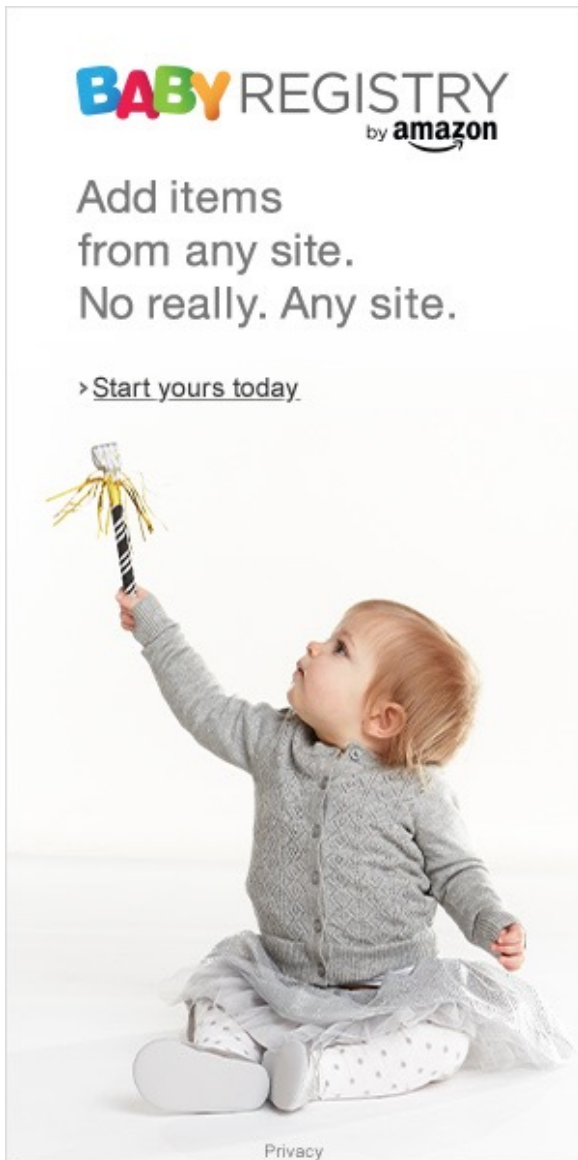 BABY REGISTRY
by amazon
Add items
from any site.
No really. Any site.
>Start yours today
Privacy